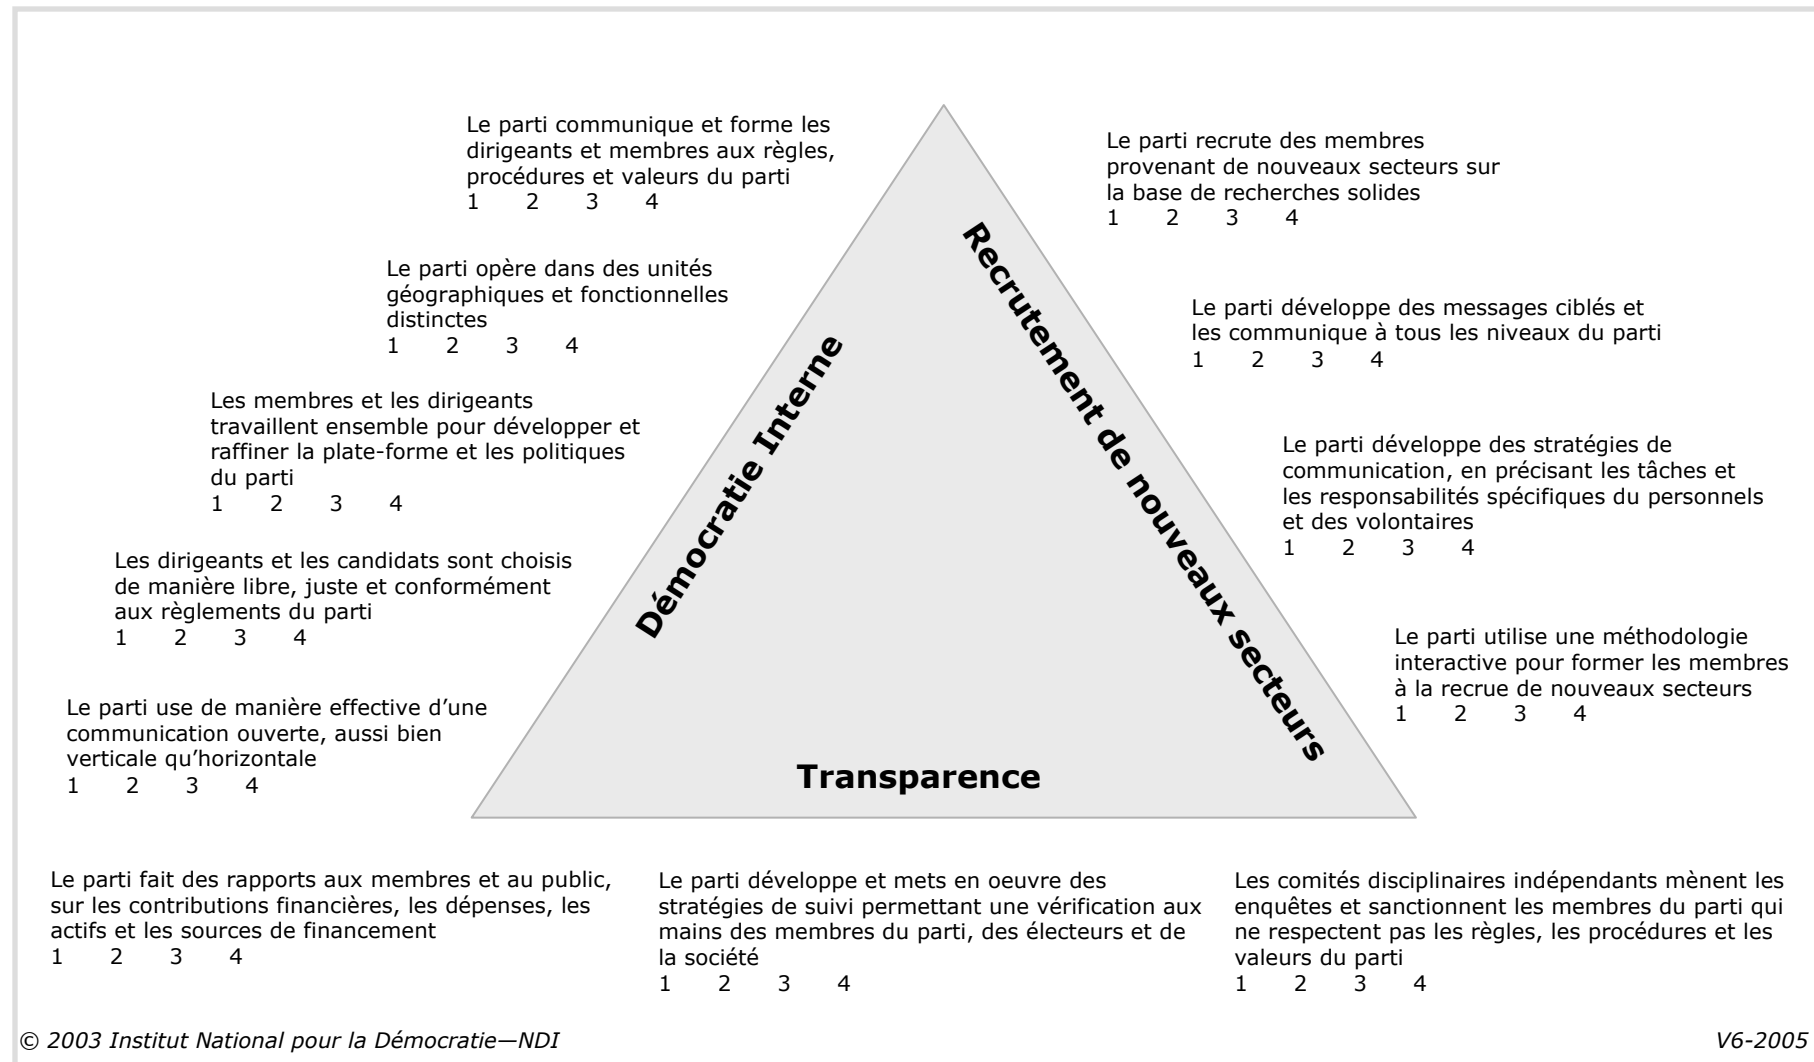 Le parti communique et forme les
dirigeants et membres aux règles,
procédures et valeurs du parti
1 2 3 4
Le parti opère dans des unités
géographiques et fonctionnelles
distinctes
1 2 3 4
Les membres et les dirigeants
travaillent ensemble pour développer et
raffiner la plate-forme et les politiques
du parti
1 2 3 4
Les dirigeants et les candidats sont choisis
de manière libre, juste et conformément
aux règlements du parti
1 2 3 4
Le parti use de manière effective d’une
communication ouverte, aussi bien
verticale qu’horizontale
1 2 3 4
Démocratie Interne
Recrutement de nouveaux secteurs
Transparence
Le parti recrute des membres
provenant de nouveaux secteurs sur
la base de recherches solides
1 2 3 4
Le parti développe des messages ciblés et
les communique à tous les niveaux du parti
1 2 3 4
Le parti développe des stratégies de
communication, en précisant les tâches et
les responsabilités spécifiques du personnels
et des volontaires
1 2 3 4
Le parti utilise une méthodologie
interactive pour former les membres
à la recrue de nouveaux secteurs
1 2 3 4
Le parti fait des rapports aux membres et au public,
sur les contributions financières, les dépenses, les
actifs et les sources de financement
1 2 3 4
Le parti développe et mets en oeuvre des
stratégies de suivi permettant une vérification aux
mains des membres du parti, des électeurs et de
la société
1 2 3 4
Les comités disciplinaires indépendants mènent les
enquêtes et sanctionnent les membres du parti qui
ne respectent pas les règles, les procédures et les
valeurs du parti
1 2 3 4
© 2003 Institut National pour la Démocratie—NDI
V6-2005